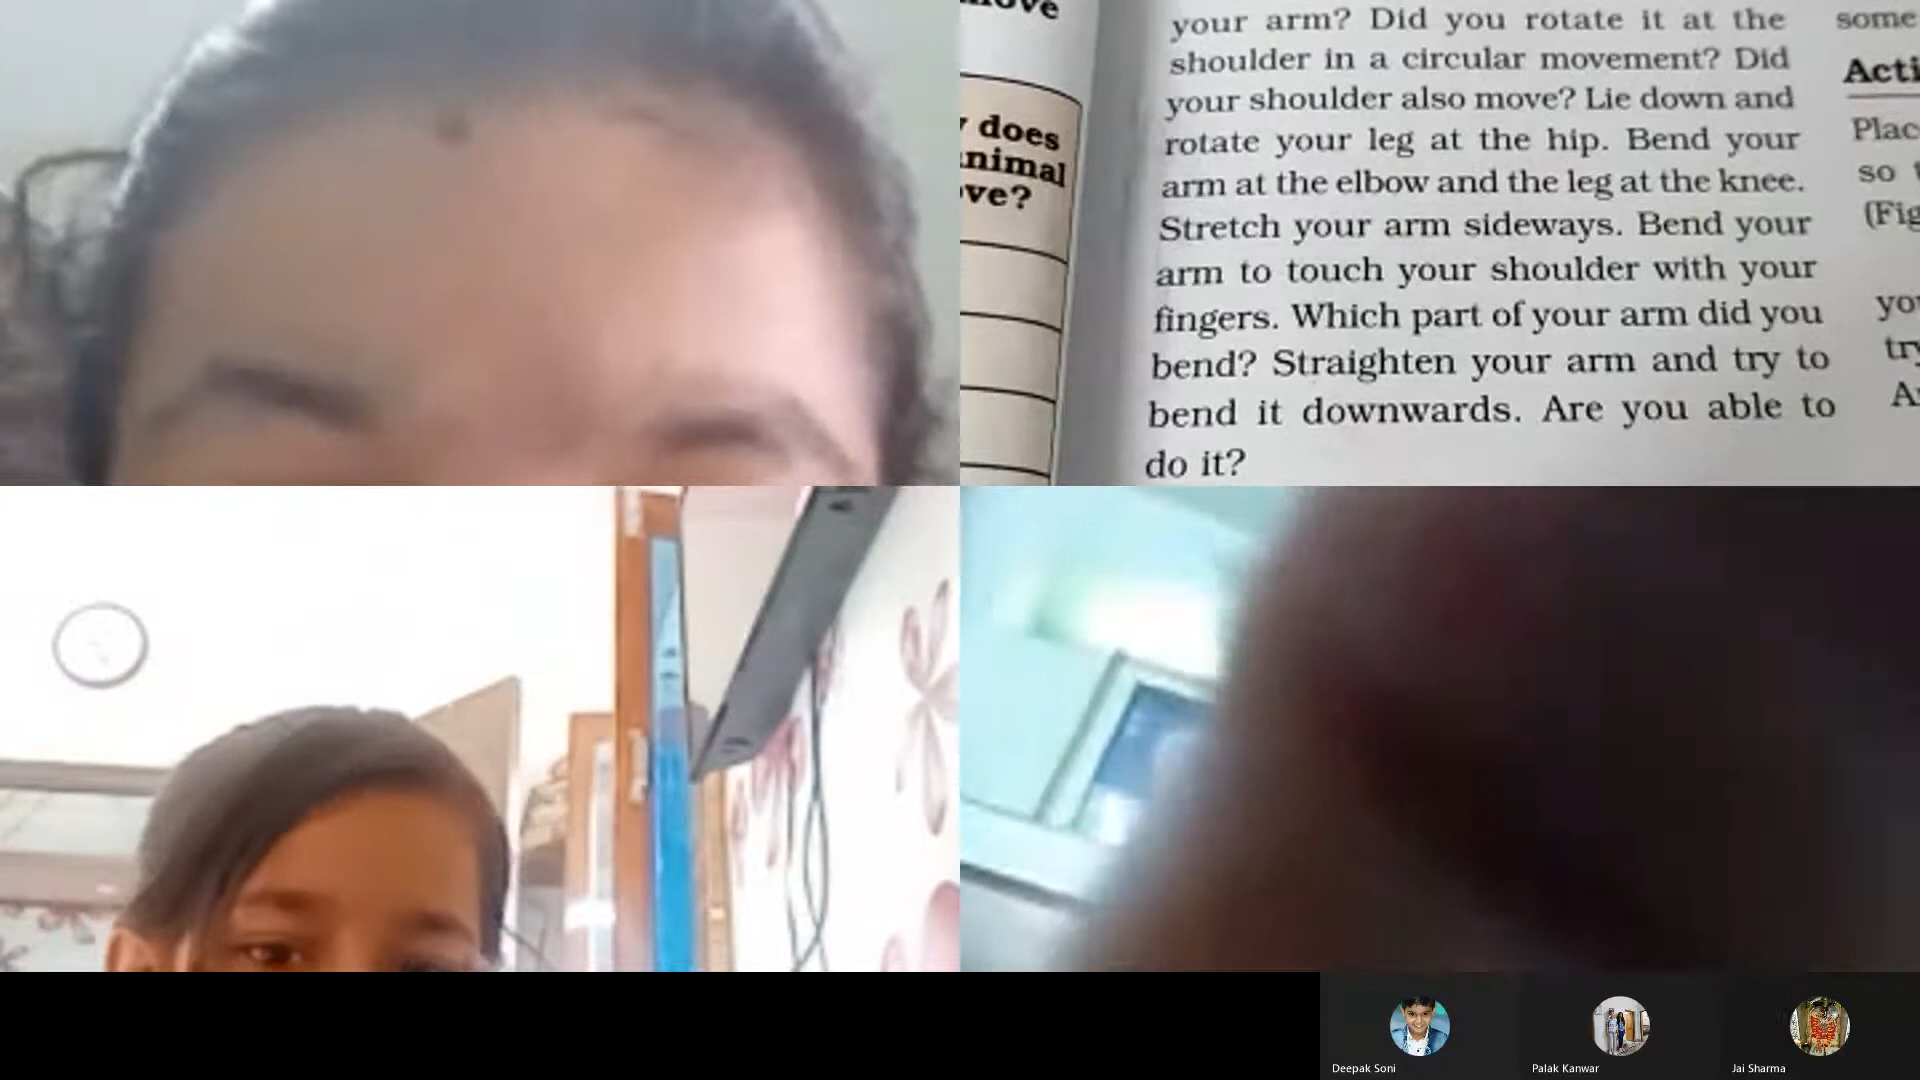 your arm? Did you rotate it at the
shoulder in a circular movement? Did
your shoulder also move? Lie down and
rotate your leg at the hip. Bend your
arm at the elbow and the leg at the knee.
Stretch your arm sideways. Bend your
arm to touch your shoulder with your
fingers. Which part of your arm did you
bend? Straighten your arm and try to
bend it downwards. Are you able to
do it?
does
some
so
(Fig
Deepak Soni
Palak Kanwar
Jai Sharma